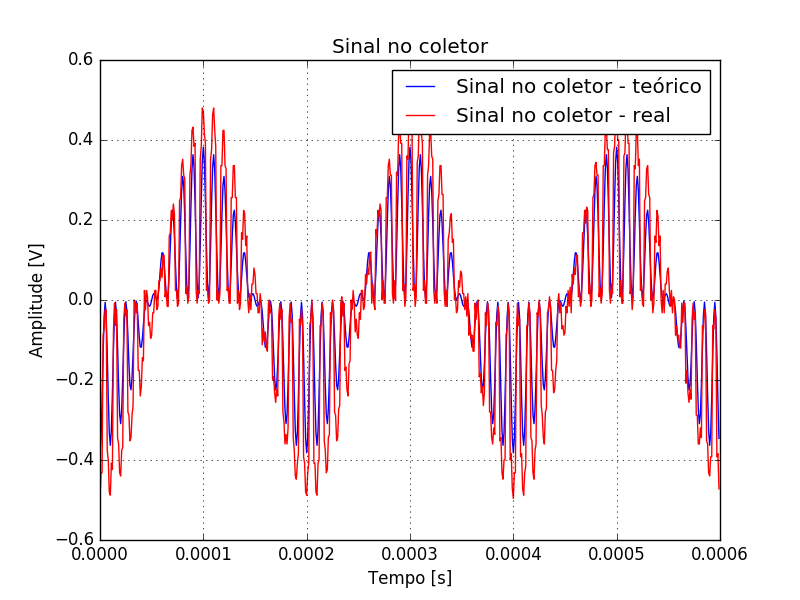 Sinal no coletor
Sinal no coletor - teórico
Sinal no coletor - real
Amplitude [V]
0.6
0.4
0.2
0.0
−0.2
−0.4
−0.6
0.0000 0.0001 0.0002 0.0003 0.0004 0.0005 0.0006
Tempo [s]